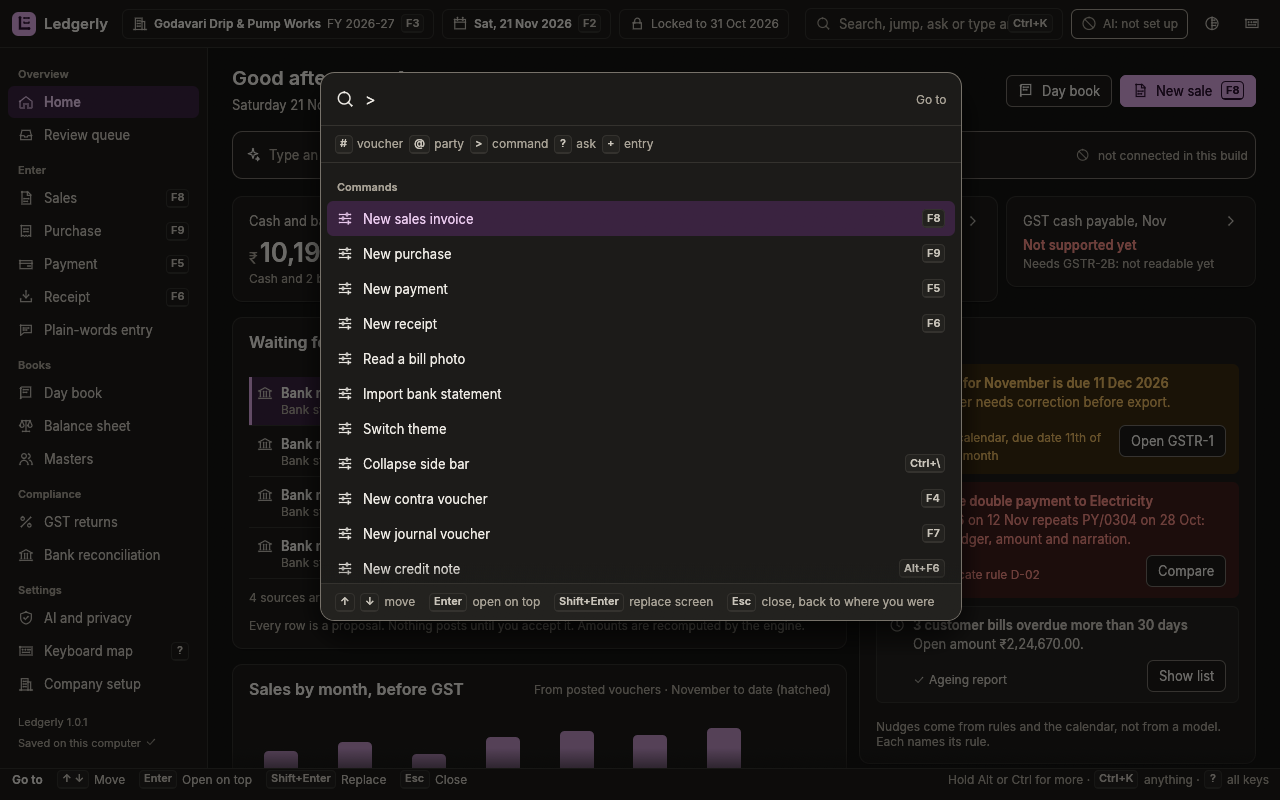 Ledgerly
Godavari Drip & Pump Works FY 2026-27 F3
Sat, 21 Nov 2026 F2
Locked to 31 Oct 2026
Search, jump, ask or type a Ctrl+K
AI: not set up
Overview
Home
Review queue
Enter
Sales F8
Purchase F9
Payment F5
Receipt F6
Plain-words entry
Books
Day book
Balance sheet
Masters
Compliance
GST returns
Bank reconciliation
Settings
AI and privacy
Keyboard map ?
Company setup
Ledgerly 1.0.1
Saved on this computer
Good afte
Saturday 21 No
Day book
New sale F8
Type an
not connected in this build
Cash and b
₹10,19
Cash and 2 b
GST cash payable, Nov
Not supported yet
Needs GSTR-2B: not readable yet
>
Go to
# voucher @ party > command ? ask + entry
Commands
New sales invoice F8
New purchase F9
New payment F5
New receipt F6
Read a bill photo
Import bank statement
Switch theme
Collapse side bar Ctrl+\
New contra voucher F4
New journal voucher F7
New credit note Alt+F6
↑ ↓ move Enter open on top Shift+Enter replace screen Esc close, back to where you were
Waiting fo
Bank r
Bank st
Bank r
Bank st
Bank r
Bank st
Bank r
Bank st
4 sources ar
Every row is a proposal. Nothing posts until you accept it. Amounts are recomputed by the engine.
for November is due 11 Dec 2026
er needs correction before export.
calendar, due date 11th of
month
Open GSTR-1
e double payment to Electricity
6 on 12 Nov repeats PY/0304 on 28 Oct:
dger, amount and narration.
cate rule D-02
Compare
3 customer bills overdue more than 30 days
Open amount ₹2,24,670.00.
Ageing report
Show list
Nudges come from rules and the calendar, not from a model.
Each names its rule.
Sales by month, before GST
From posted vouchers · November to date (hatched)
Go to ↑↓ Move Enter Open on top Shift+Enter Replace Esc Close
Hold Alt or Ctrl for more · Ctrl+K anything · ? all keys